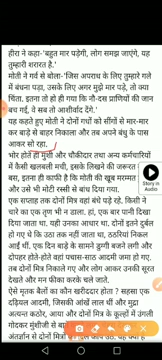 हीरा ने कहा-'बहुत मार पड़ेगी, लोग समझ जाएंगे, यह
तुम्हारी शरारत है।'
मोती ने गर्व से बोला-'जिस अपराध के लिए तुम्हारे गले
में बंधना पड़ा, उसके लिए अगर मुझे मार पड़े, तो क्या
चिंता, इतना तो हो ही गया कि नौ-दस प्राणियों की जान
बच गई, वे सब तो आशीर्वाद देंगे।'
यह कहते हुए मोती ने दोनों गधों को सींगों से मार-मार
कर बाड़े से बाहर निकाला और तब अपने बंधु के पास
आकर सो रहा।
भोर होते ही मुंशी और चौकीदार तथा अन्य कर्मचारियों
में कैसी खलबली मची, इसके लिखने की जरूरत
बस, इतना ही काफी है कि मोती की खूब मरम्मत
और उसे भी मोटी रस्सी से बांध दिया गया.
एक सप्ताह तक दोनों मित्र वहां बंधे पड़े रहे. किसी ने
चारे का एक तृण भी न डाला. हां, एक बार पानी दिखा
दिया जाता था. यही उनका आधार था. दोनों इतने दुर्बल
हो गए थे कि उठा तक नहीं जाता था, ठठरियां निकल
आई थीं. एक दिन बाड़े के सामने डुग्गी बजने लगी और
दोपहर होते-होते वहां पचास-साठ आदमी जमा हो गए.
तब दोनों मित्र निकाले गए और लोग आकर उनकी सूरत
देखते और मन फीका करके चले जाते.
ऐसे मृतक बैलों का कौन खरीददार होता? सहसा एक
दढ़ियल आदमी, जिसकी आंखें लाल थीं और मुद्रा
अत्यन्त कठोर, आया और दोनों मित्र के कूल्हों में उंगली
गोदकर मुंशीजी से
Add Note